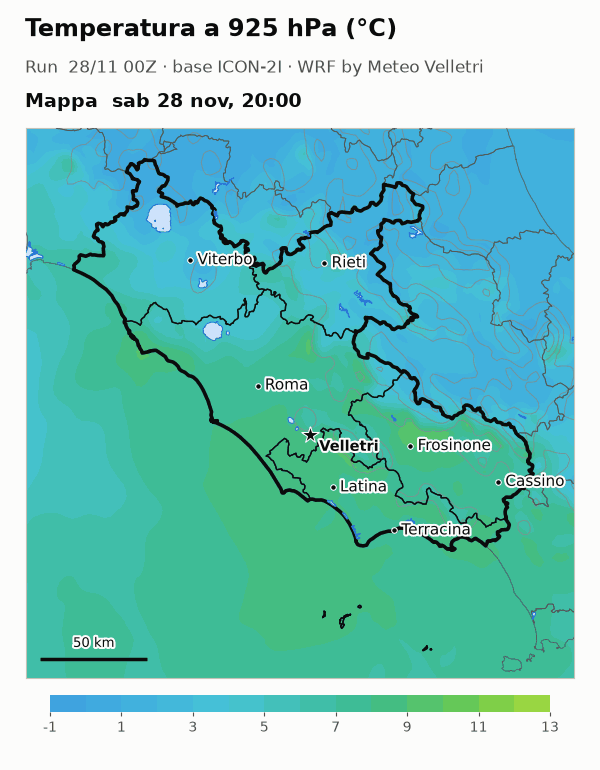 Temperatura a 925 hPa (°C)
Run  28/11 00Z · base ICON-2I · WRF by Meteo Velletri
Mappa  sab 28 nov, 20:00
Viterbo
Rieti
Roma
Velletri
Frosinone
Cassino
Latina
Terracina
50 km
-1 1 3 5 7 9 11 13